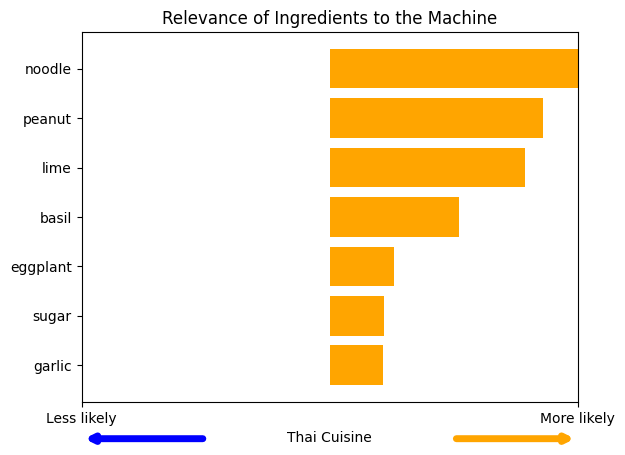 Relevance of Ingredients to the Machine
noodle
peanut
lime
basil
eggplant
sugar
garlic
Less likely
More likely
Thai Cuisine